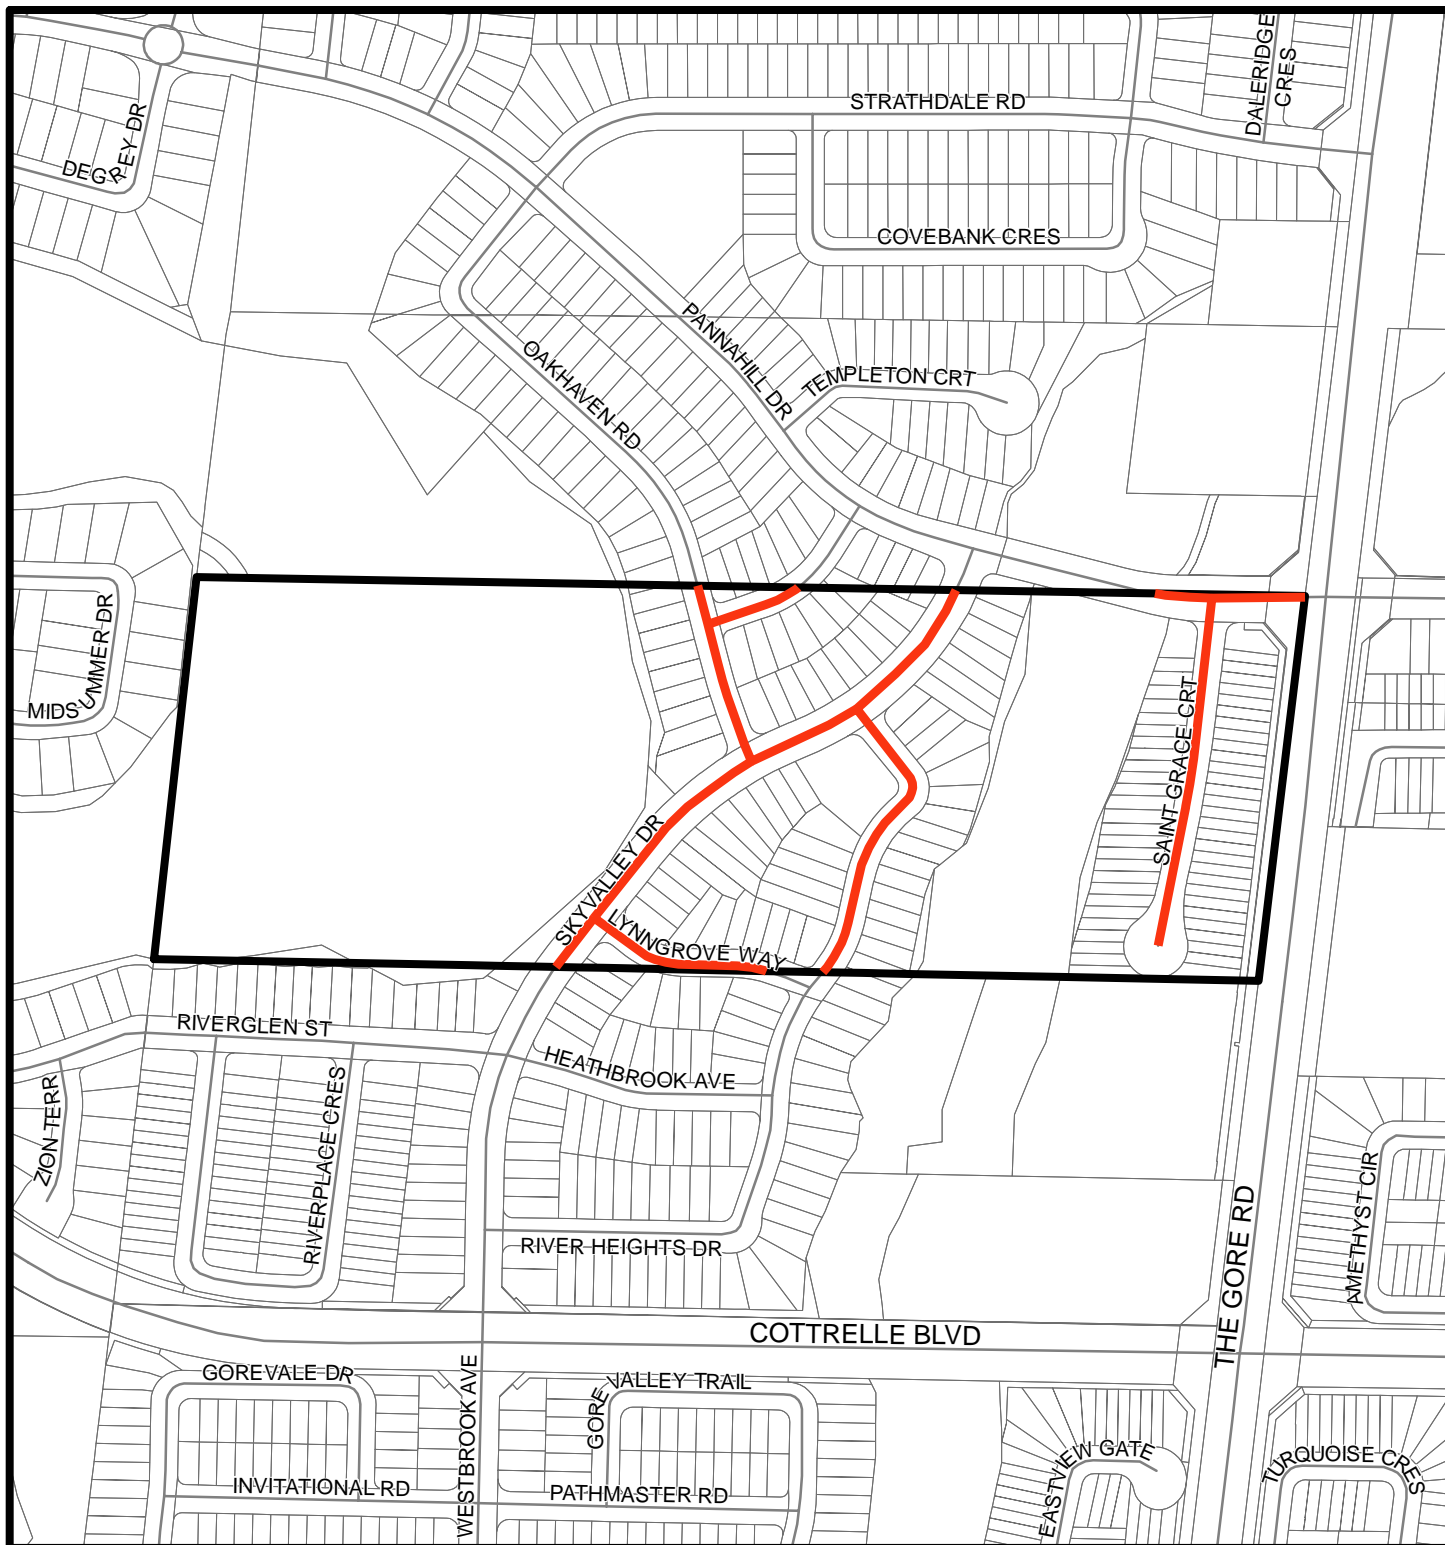 DALERIDGE
CRES
STRATHDALE RD
DEGREY DR
COVEBANK CRES
PANNAHILL DR
OAKHAVEN RD
TEMPLETON CRT
MIDSUMMER DR
SAINT GRACE CRT
SKYVALLEY DR
LYNNGROVE WAY
RIVERGLEN ST
HEATHBROOK AVE
ZION TERR
RIVERPLACE CRES
AMETHYST CIR
THE GORE RD
RIVER HEIGHTS DR
COTTRELLE BLVD
GOREVALE DR
WESTBROOK AVE
GORE VALLEY TRAIL
EASTVIEW GATE
TURQUOISE CRES
INVITATIONAL RD
PATHMASTER RD